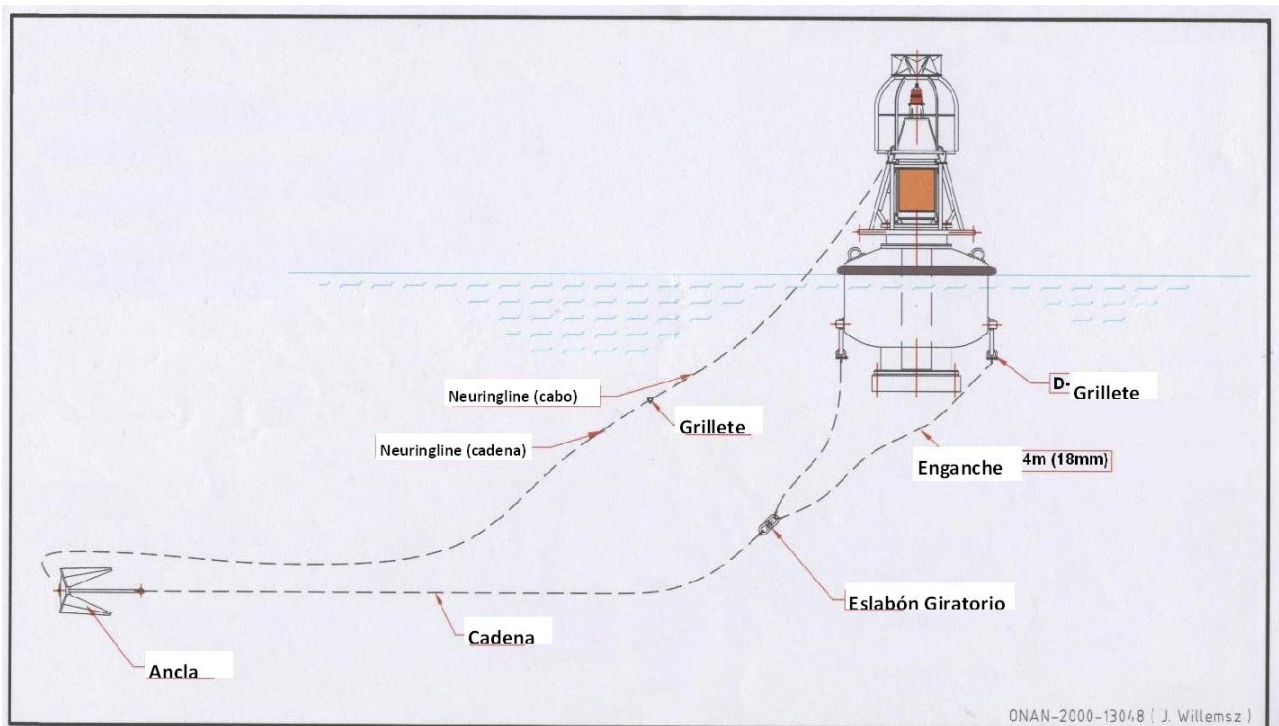 Neuringline (cabo)
Grillete
Neuringline (cadena)
D- Grillete
Enganche 4m (18mm)
Eslabón Giratorio
Cadena
Ancla
ONAN-2000-13048 ( J. Willemsz )